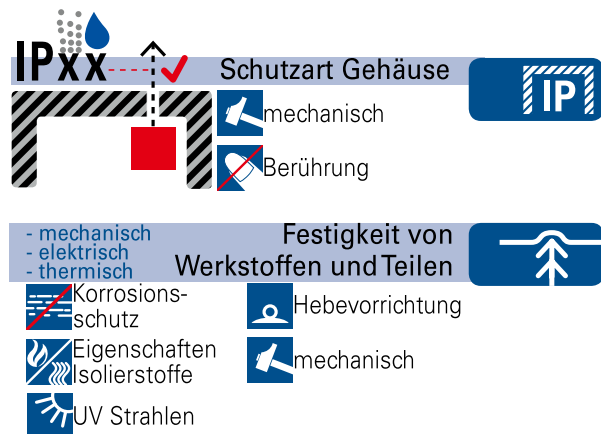 IPxx
Schutzart Gehäuse
IP
mechanisch
Berührung
- mechanisch
- elektrisch
- thermisch
Festigkeit von
Werkstoffen und Teilen
Korrosions-
schutz
Eigenschaften
Isolierstoffe
UV Strahlen
Hebevorrichtung
mechanisch